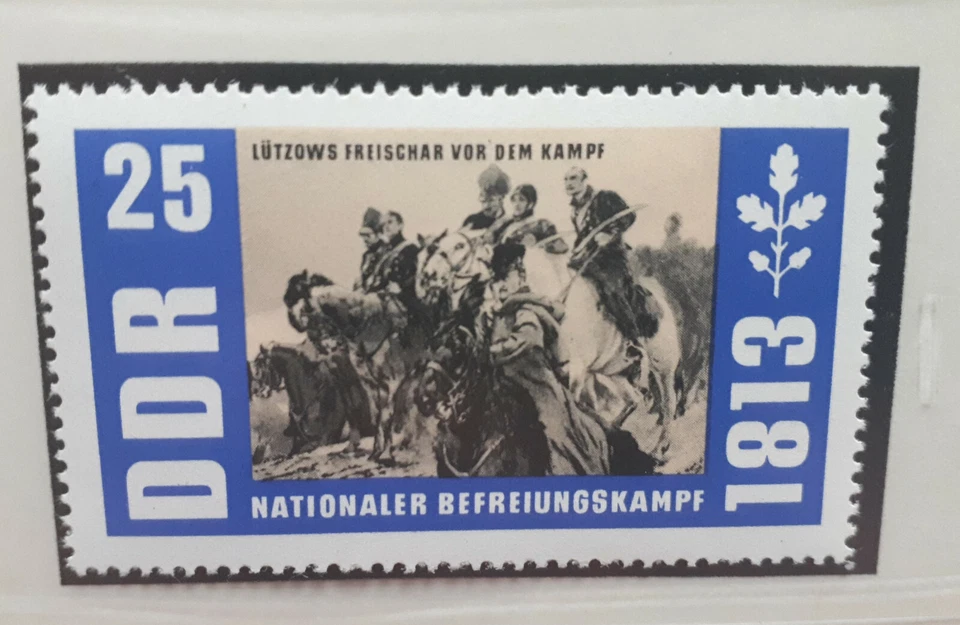 25
LÜTZOWS FREISCHAR VOR DEM KAMPF
DDR
1813
NATIONALER BEFREIUNGSKAMPF